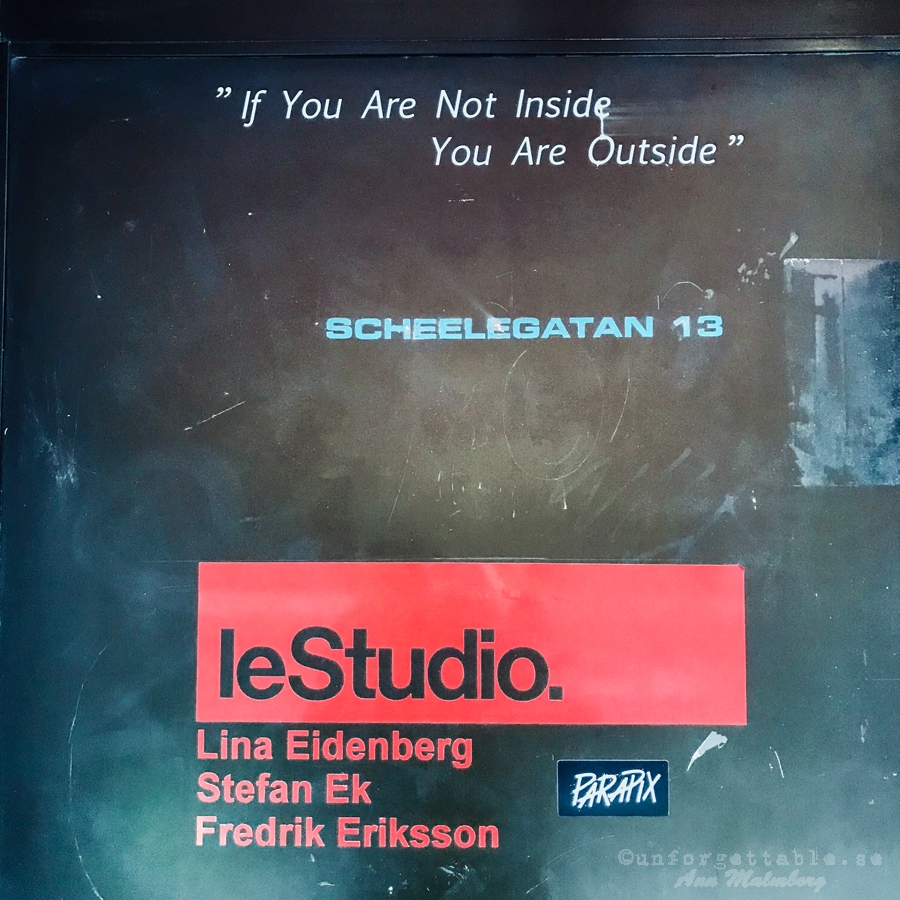 ” If You Are Not Inside
You Are Outside ”
SCHEELEGATAN 13
leStudio.
Lina Eidenberg
Stefan Ek
Fredrik Eriksson
PARAPIX
©unforgettable.se
Ann Malmberg